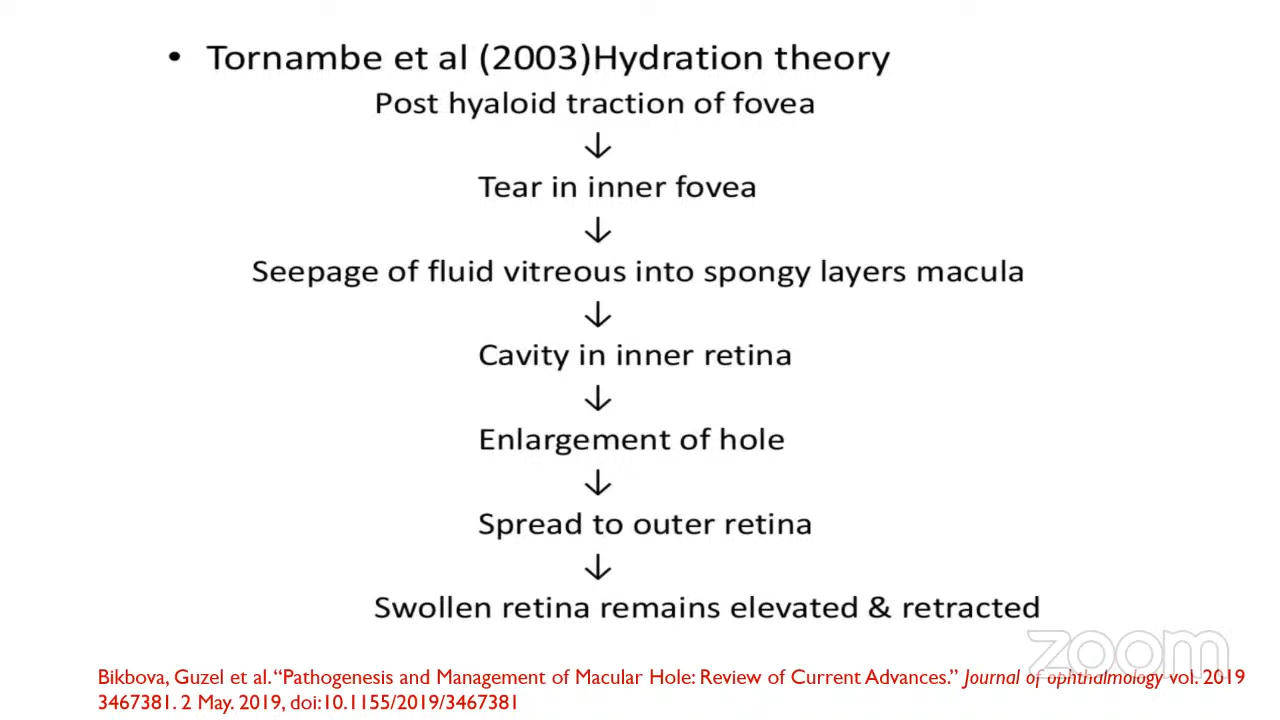 • Tornambe et al (2003)Hydration theory
Post hyaloid traction of fovea
↓
Tear in inner fovea
↓
Seepage of fluid vitreous into spongy layers macula
↓
Cavity in inner retina
↓
Enlargement of hole
↓
Spread to outer retina
↓
Swollen retina remains elevated & retracted
zoom
Bikbova, Guzel et al. “Pathogenesis and Management of Macular Hole: Review of Current Advances.” Journal of ophthalmology vol. 2019
3467381. 2 May. 2019, doi:10.1155/2019/3467381